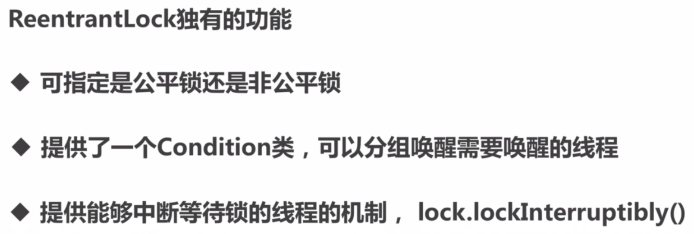 ReentrantLock独有的功能
◆ 可指定是公平锁还是非公平锁
◆ 提供了一个Condition类，可以分组唤醒需要唤醒的线程
◆ 提供能够中断等待锁的线程的机制，lock.lockInterruptibly()